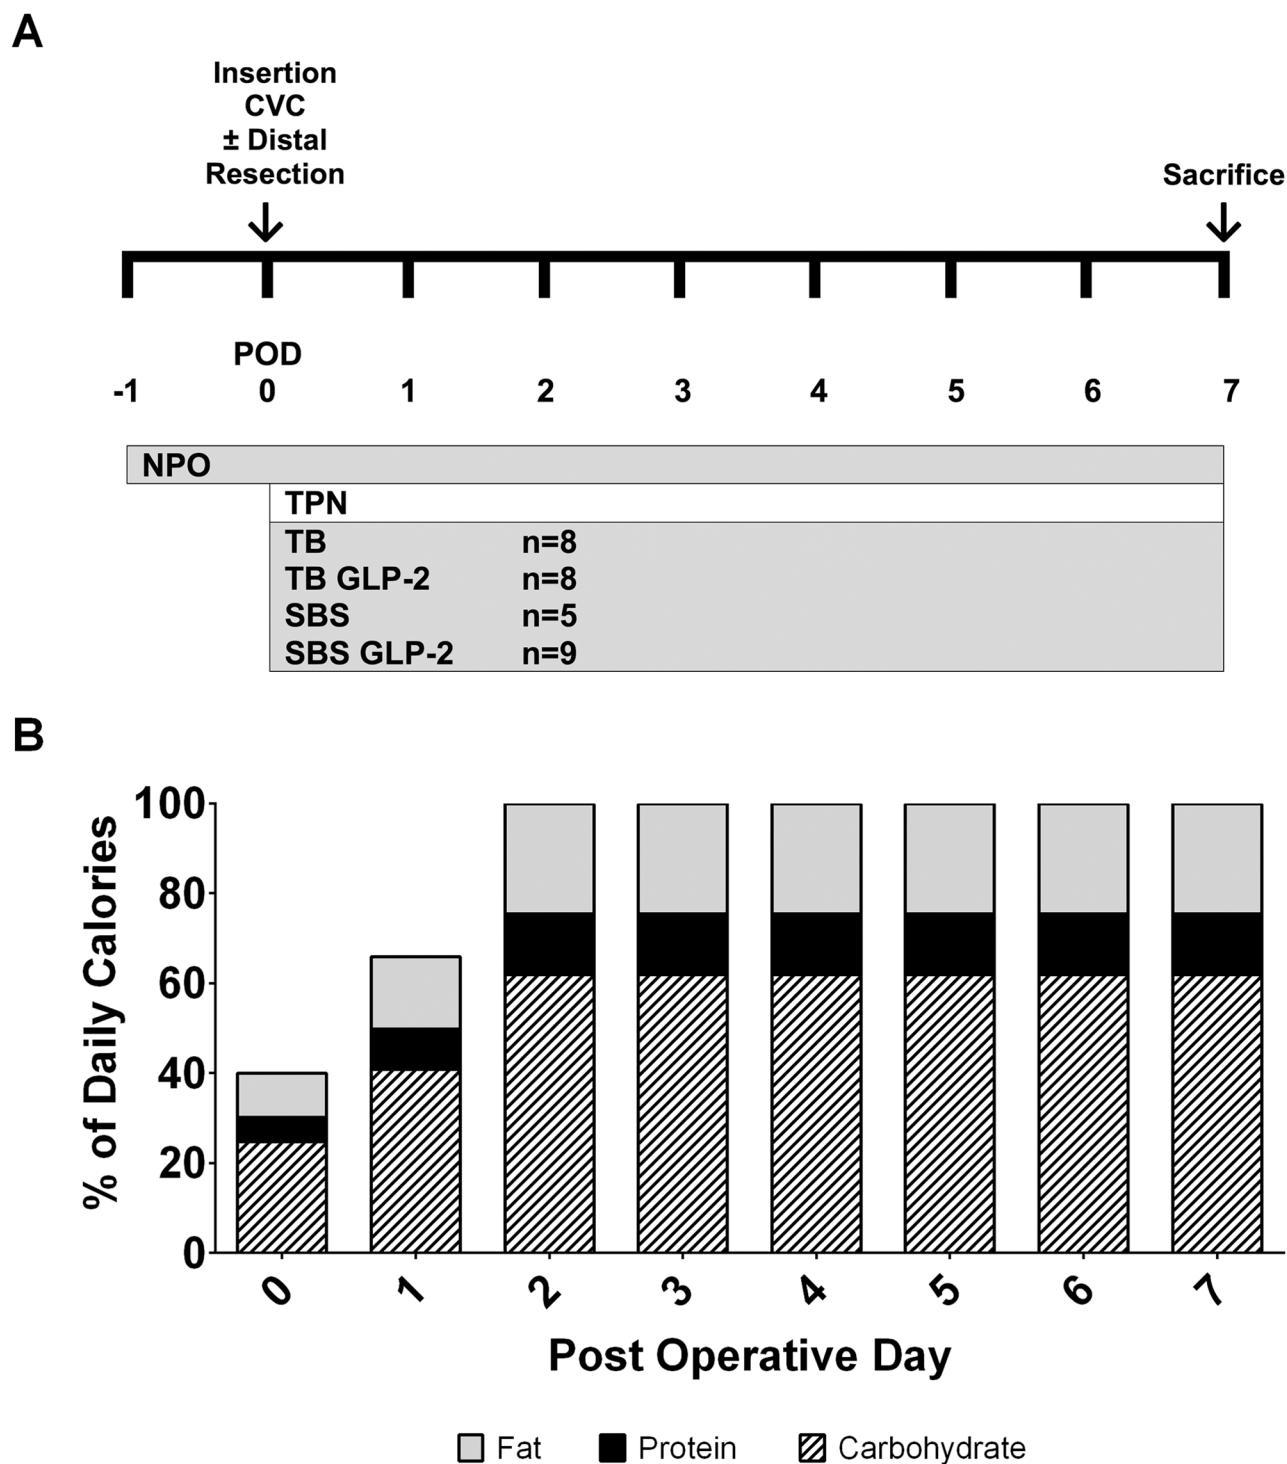 A
Insertion
CVC
± Distal
Resection
Sacrifice
POD
-1 0 1 2 3 4 5 6 7
NPO
TPN
TB n=8
TB GLP-2 n=8
SBS n=5
SBS GLP-2 n=9
B
% of Daily Calories
100
80
60
40
20
0
0 1 2 3 4 5 6 7
Post Operative Day
Fat Protein Carbohydrate